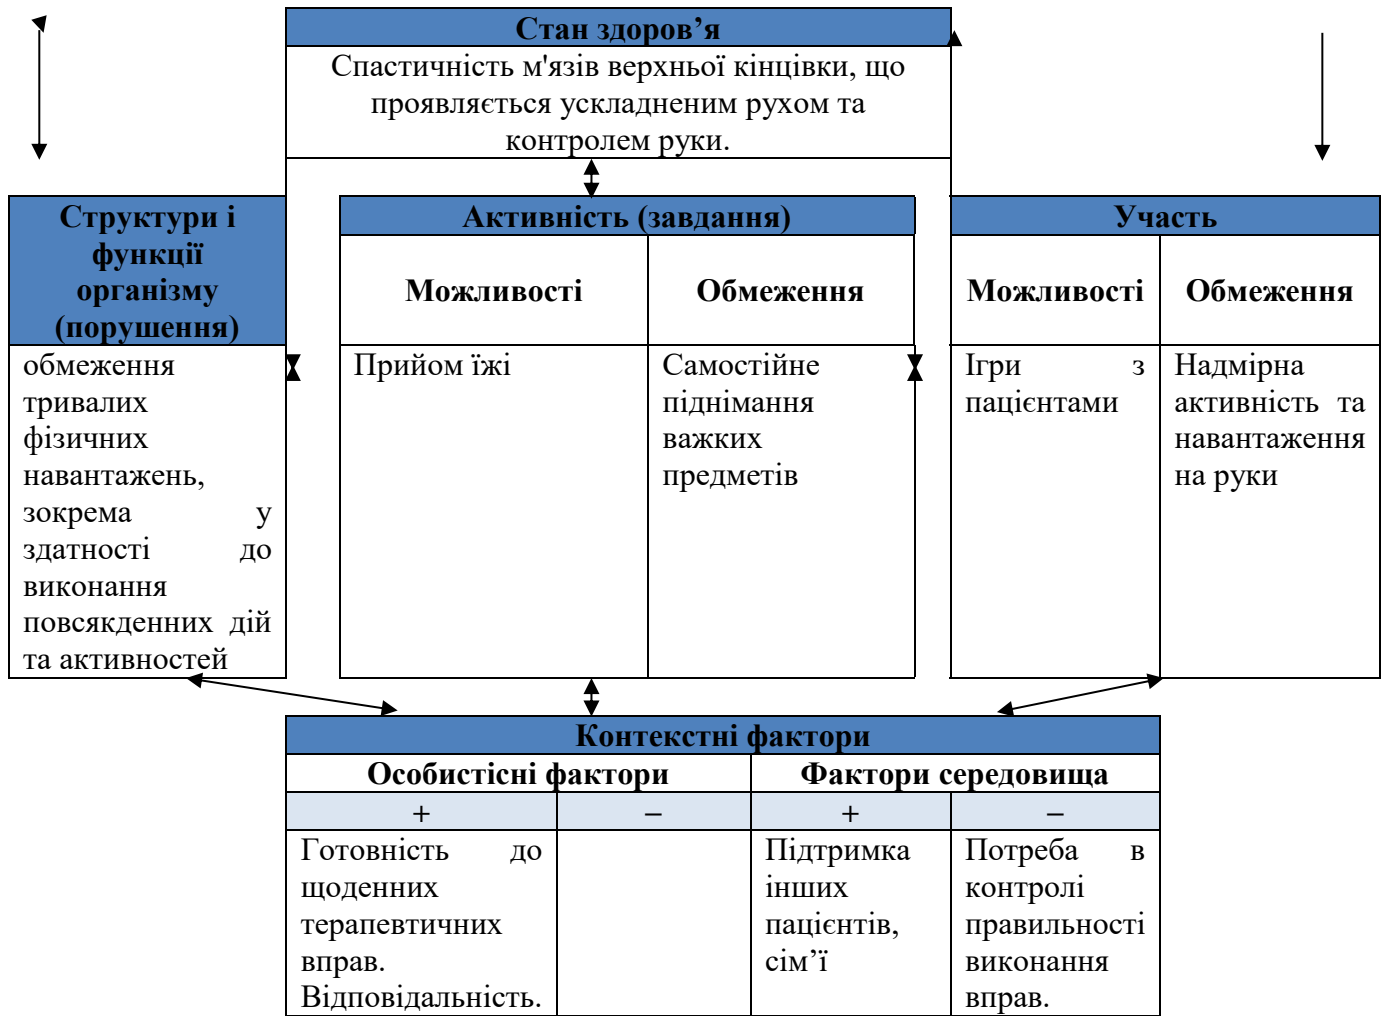 Стан здоров’я
Спастичність м'язів верхньої кінцівки, що
проявляється ускладненим рухом та
контролем руки.
Структури і
функції
організму
(порушення)
обмеження
тривалих
фізичних
навантажень,
зокрема у
здатності до
виконання
повсякденних дій
та активностей
Активність (завдання)
Можливості
Обмеження
Прийом їжі
Самостійне
піднімання
важких
предметів
Участь
Можливості
Обмеження
Ігри з
пацієнтами
Надмірна
активність та
навантаження
на руки
Контекстні фактори
Особистісні фактори
Фактори середовища
+
–
+
–
Готовність до
щоденних
терапевтичних
вправ.
Відповідальність.
Підтримка
інших
пацієнтів,
сім’ї
Потреба в
контролі
правильності
виконання
вправ.